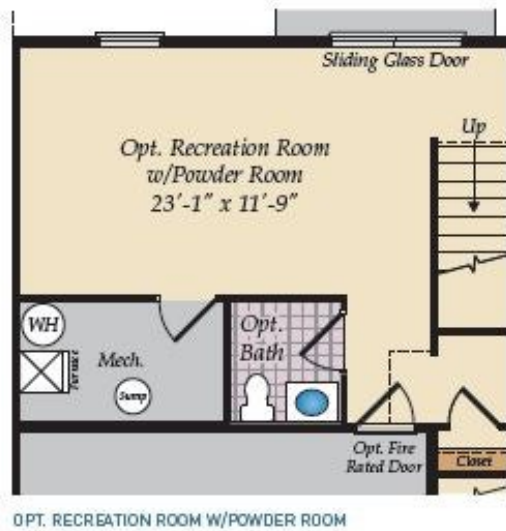 Sliding Glass Door
Up
Opt. Recreation Room
w/Powder Room
23'-1" x 11'-9"
WH
Opt.
Bath
Mech.
Furnace
Sump
Opt. Fire
Rated Door
Closet
OPT. RECREATION ROOM W/POWDER ROOM